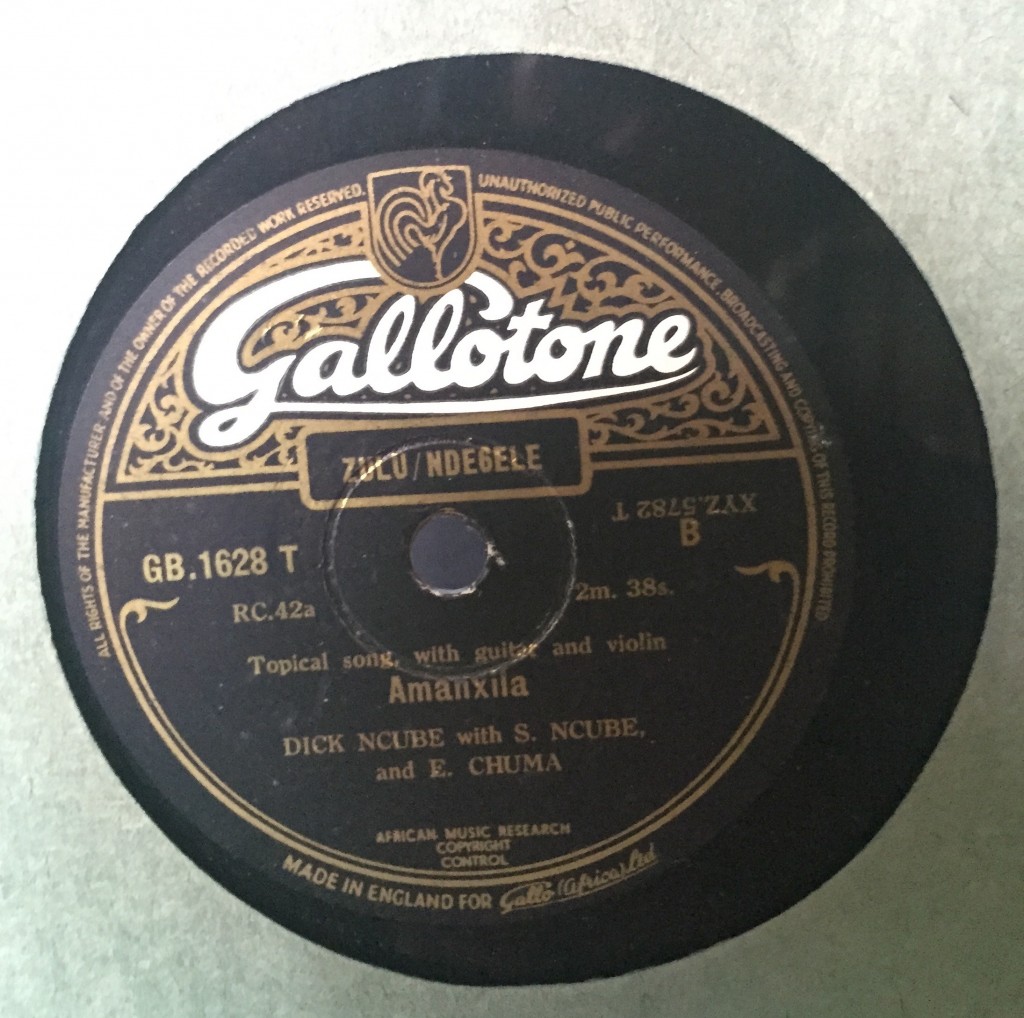 ALL RIGHTS OF THE MANUFACTURER AND OF THE OWNER OF THE RECORDED WORK RESERVED.
UNAUTHORIZED PUBLIC PERFORMANCE, BROADCASTING AND COPYING OF THIS RECORD PROHIBITED
Gallotone
ZULU/NDEBELE
XYZ.5782 T
B
GB.1628 T
2m. 38s.
RC.42a
Topical song, with guitar and violin
Amanxila
DICK NCUBE with S. NCUBE,
and E. CHUMA
AFRICAN MUSIC RESEARCH
COPYRIGHT
CONTROL
MADE IN ENGLAND FOR Gallo (Africa) Ltd